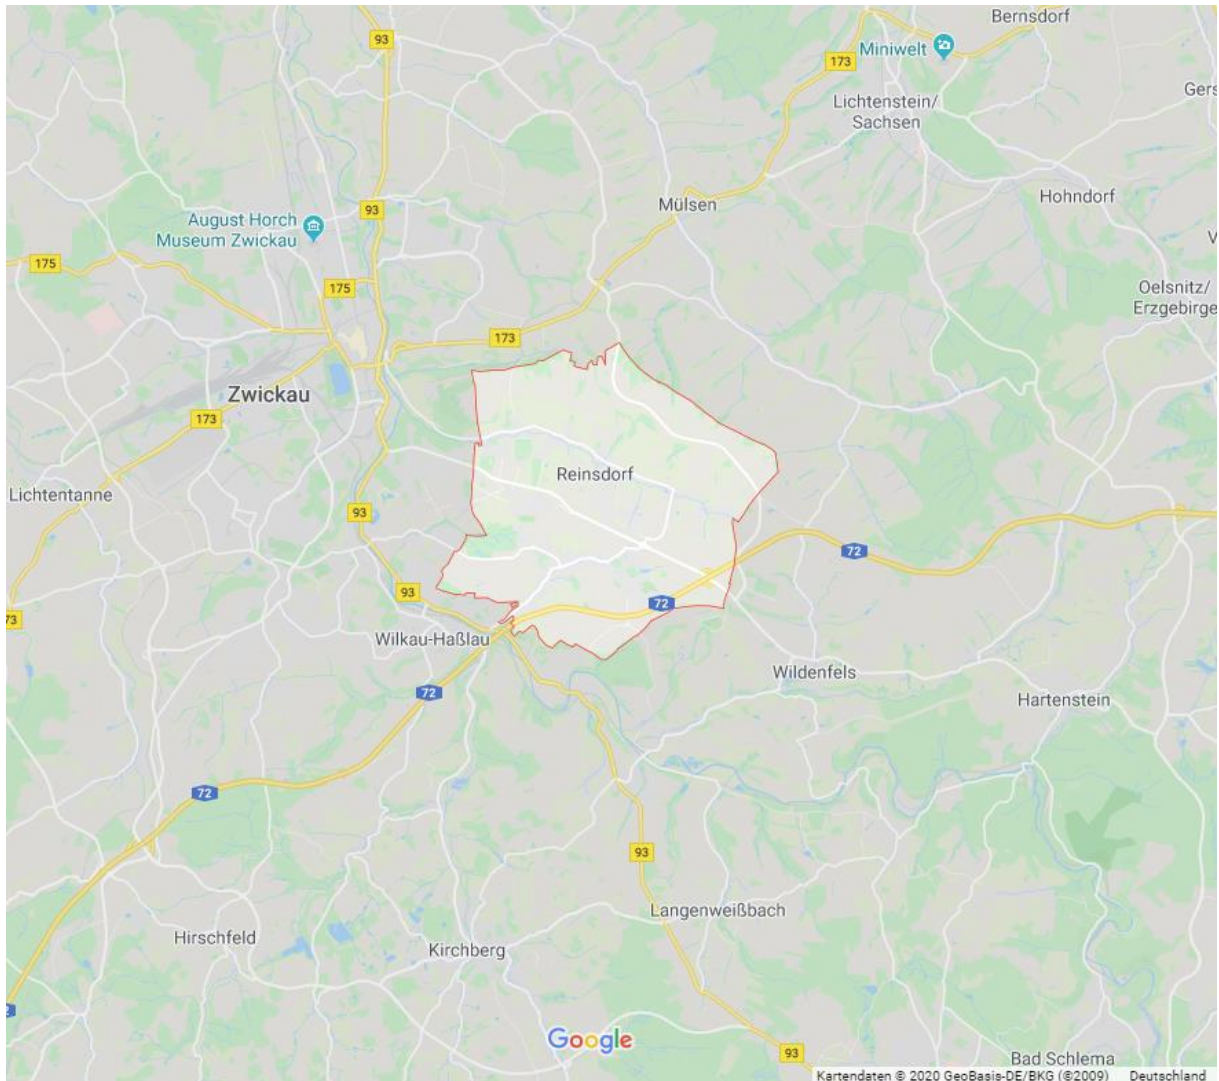 Bernsdorf
93
Miniwelt
173
Lichtenstein/
Sachsen
Gers
Mülsen
Hohndorf
93
August Horch
Museum Zwickau
V
175
175
Oelsnitz/
Erzgebirge
173
Zwickau
173
Reinsdorf
Lichtentanne
93
72
93
72
73
Wilkau-Haßlau
Wildenfels
72
Hartenstein
72
93
Langenweißbach
Hirschfeld
Kirchberg
Google
93
Bad Schlema
Kartendaten © 2020 GeoBasis-DE/BKG (©2009) Deutschland